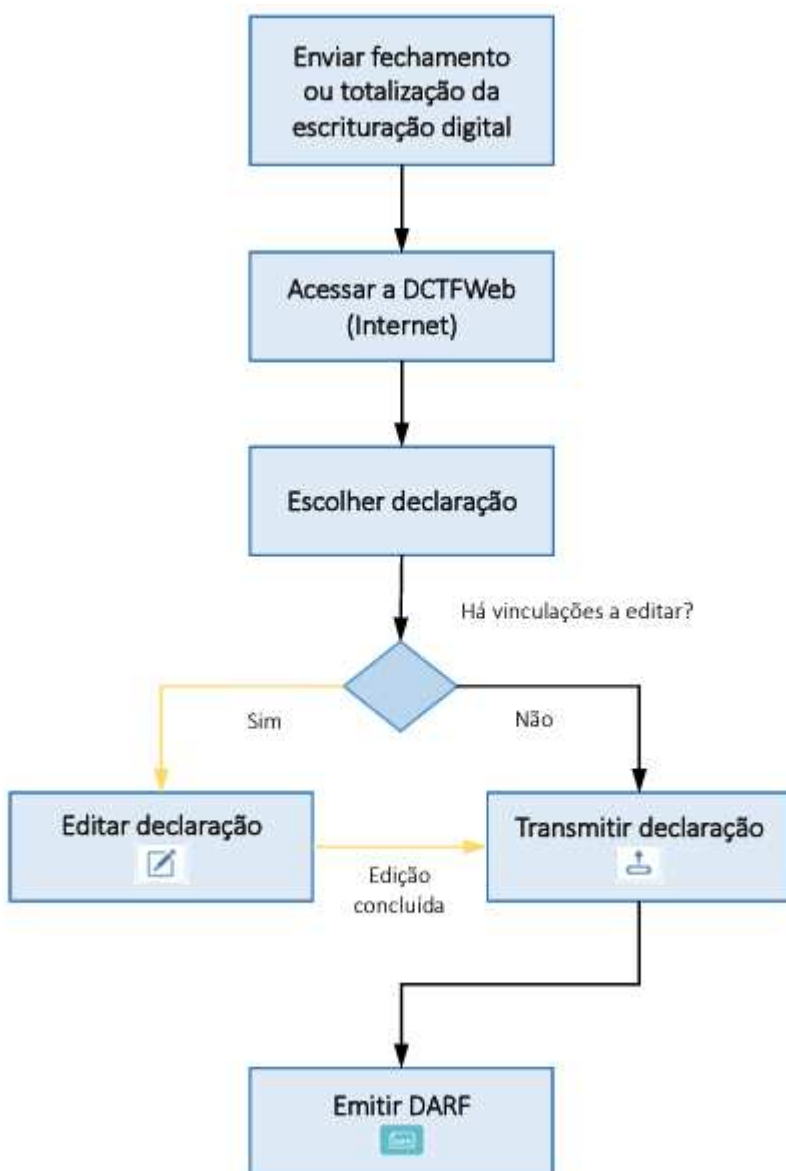 Enviar fechamento
ou totalização da
escrituração digital
Acessar a DCTFWeb
(Internet)
Escolher declaração
Há vinculações a editar?
Sim
Não
Editar declaração
Transmitir declaração
Edição
concluída
Emitir DARF